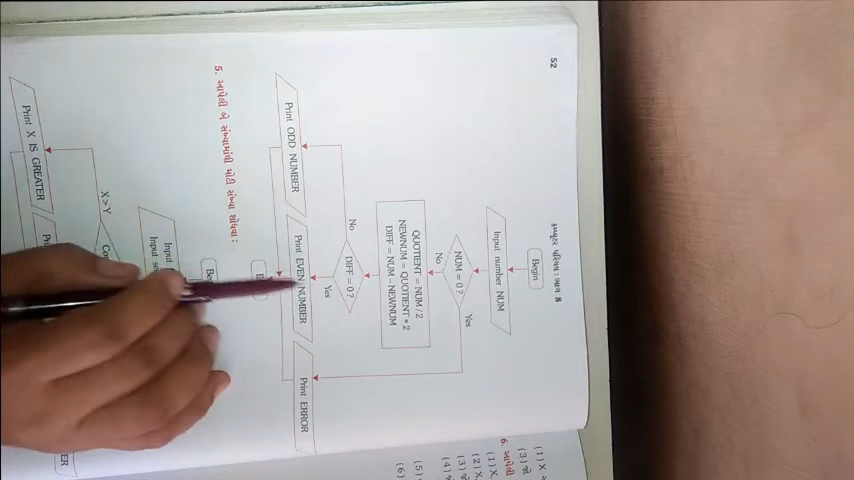 52
કમ્પ્યુટર પરિચય : ભાગ 8
Begin
Input number NUM
NUM = 0?
Yes
No
QUOTIENT = NUM / 2
NEWNUM = QUOTIENT * 2
DIFF = NUM - NEWNUM
DIFF = 0?
No
Yes
Print ODD NUMBER
Print EVEN NUMBER
Print ERROR
5. આપેલી બે સંખ્યામાંથી મોટી સંખ્યા શોધવા :
Input
X > Y
Print X IS GREATER
6. આપેલી
(1) X
(2) X
(3)
(4)
(5)
(6)
(1) X
(3)